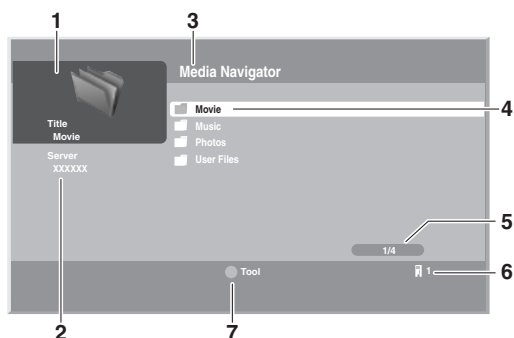 1
3
Media Navigator
Title
Movie
Server
XXXXXX
Movie
Music
Photos
User Files
4
5
1/4
Tool
1
6
2
7